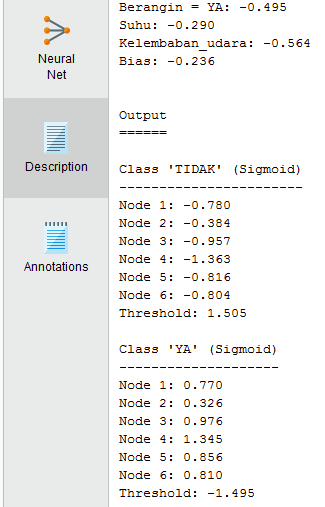 Neural
Net
Description
Annotations
Berangin = YA: -0.495
Suhu: -0.290
Kelembaban_udara: -0.564
Bias: -0.236
Output
======
Class 'TIDAK' (Sigmoid)
-----------------------
Node 1: -0.780
Node 2: -0.384
Node 3: -0.957
Node 4: -1.363
Node 5: -0.816
Node 6: -0.804
Threshold: 1.505
Class 'YA' (Sigmoid)
--------------------
Node 1: 0.770
Node 2: 0.326
Node 3: 0.976
Node 4: 1.345
Node 5: 0.856
Node 6: 0.810
Threshold: -1.495